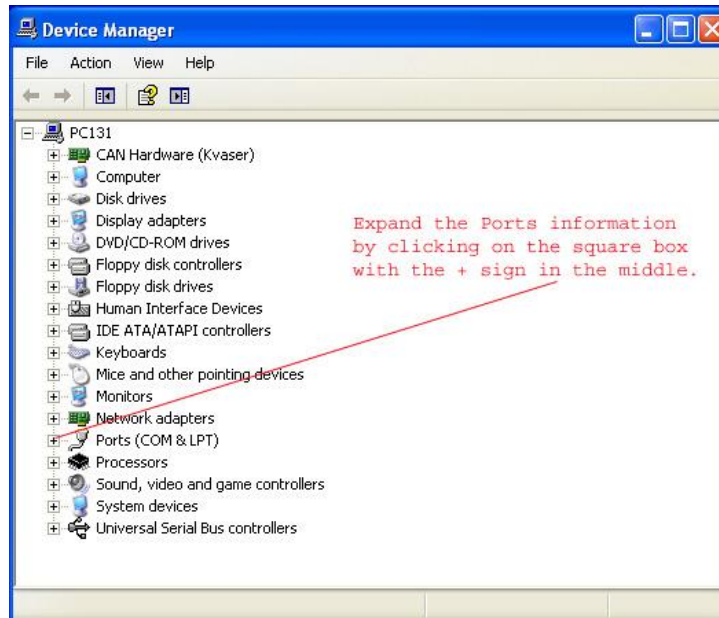 Device Manager
File Action View Help
PC131
CAN Hardware (Kvaser)
Computer
Disk drives
Display adapters
Expand the Ports information
DVD/CD-ROM drives
by clicking on the square box
Floppy disk controllers
with the + sign in the middle.
Floppy disk drives
Human Interface Devices
IDE ATA/ATAPI controllers
Keyboards
Mice and other pointing devices
Monitors
Network adapters
Ports (COM & LPT)
Processors
Sound, video and game controllers
System devices
Universal Serial Bus controllers